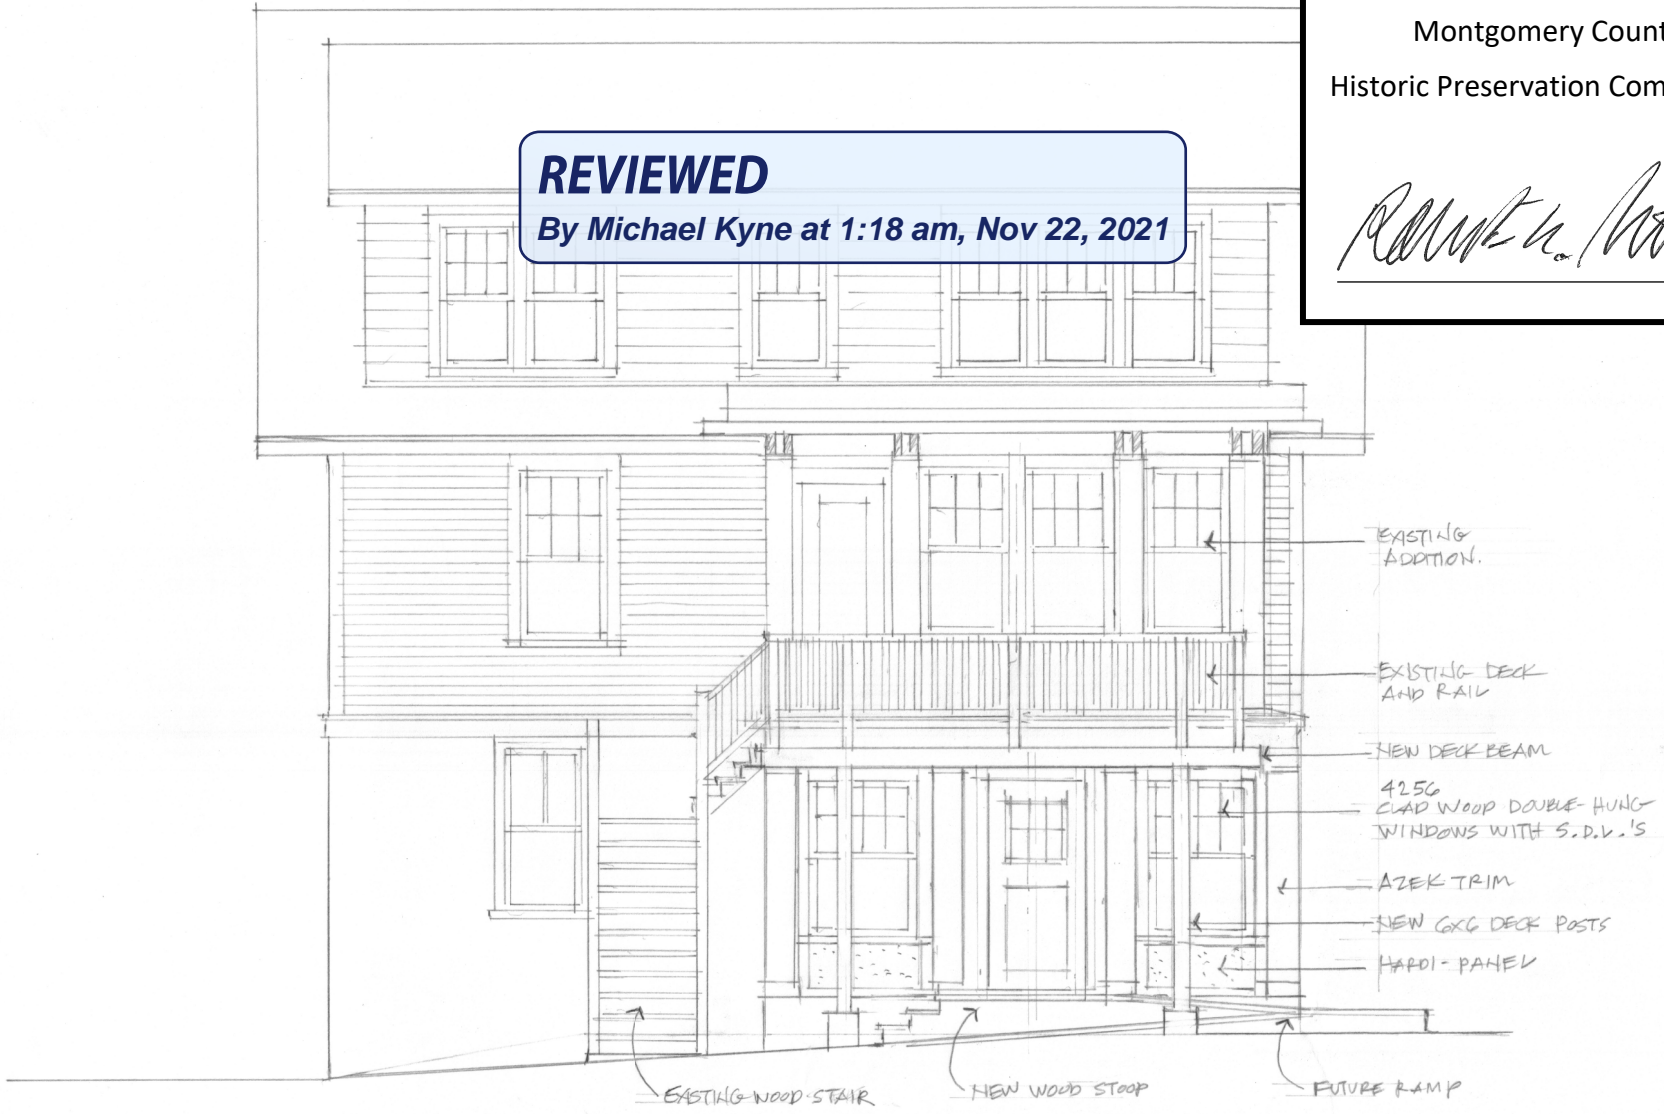 Montgomery Count
Historic Preservation Com
REVIEWED
By Michael Kyne at 1:18 am, Nov 22, 2021
EXISTING
ADDITION.
EXISTING DECK
AND RAIL
NEW DECK BEAM
4256
CLAD WOOD DOUBLE-HUNG
WINDOWS WITH S.D.L.'S
AZEK TRIM
NEW 6X6 DECK POSTS
HARDI-PANEL
EXISTING WOOD STAIR
NEW WOOD STOOP
FUTURE RAMP